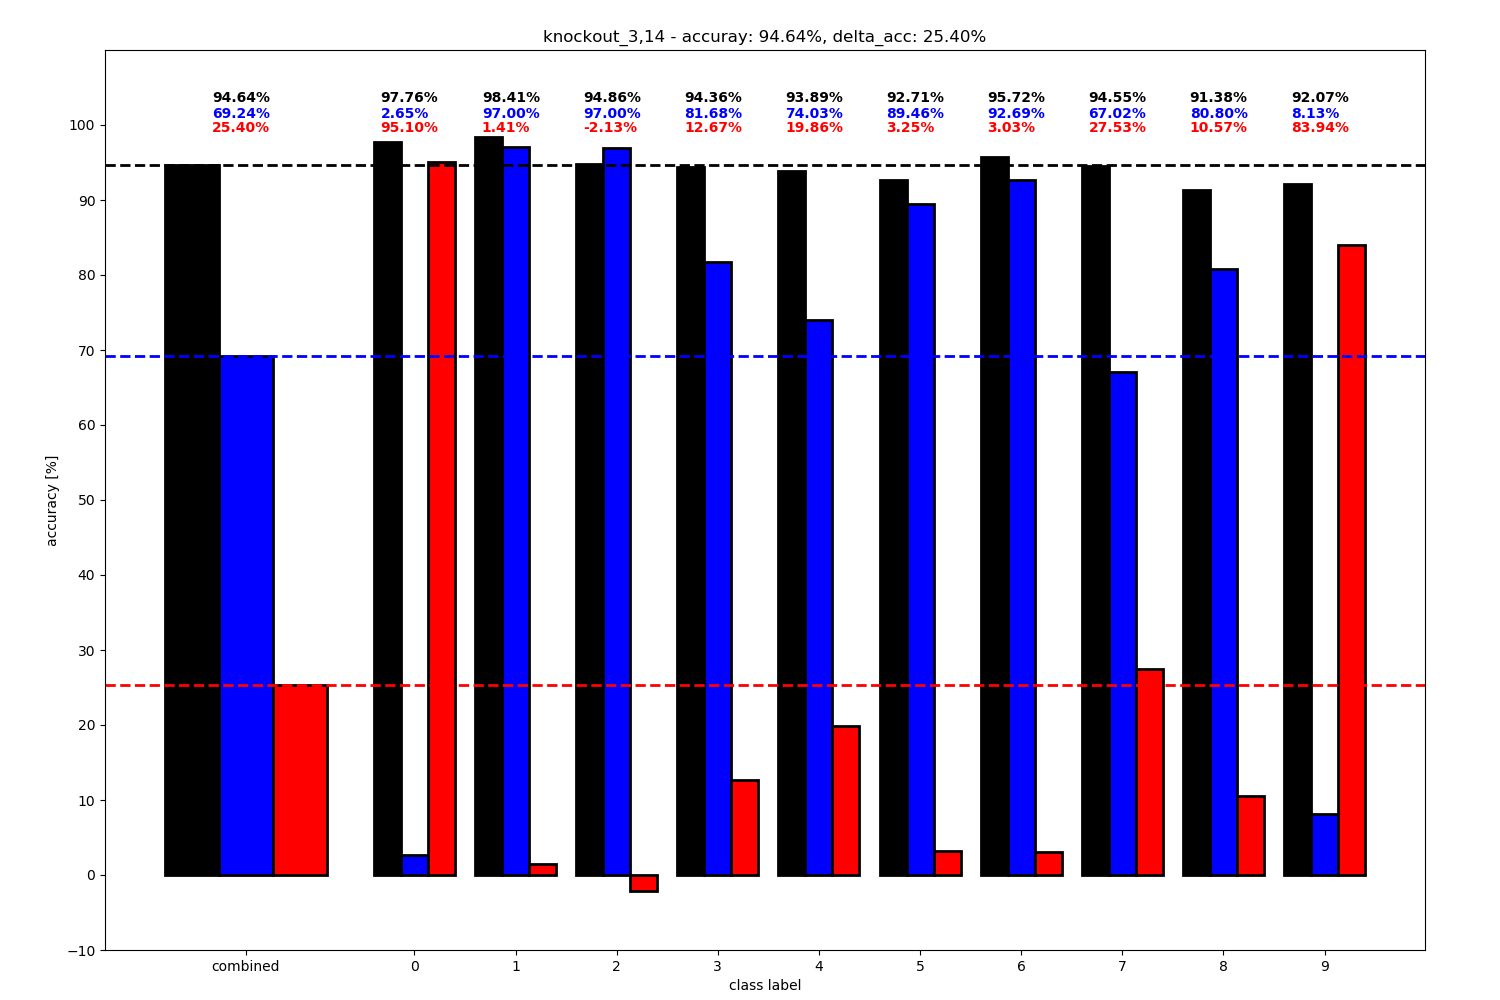 knockout_3,14 - accuray: 94.64%, delta_acc: 25.40%
94.64% 97.76% 98.41% 94.86% 94.36% 93.89% 92.71% 95.72% 94.55% 91.38% 92.07%
69.24% 2.65% 97.00% 97.00% 81.68% 74.03% 89.46% 92.69% 67.02% 80.80% 8.13%
25.40% 95.10% 1.41% -2.13% 12.67% 19.86% 3.25% 3.03% 27.53% 10.57% 83.94%
100
90
80
70
60
50
40
30
20
10
0
−10
accuracy [%]
combined 0 1 2 3 4 5 6 7 8 9
class label